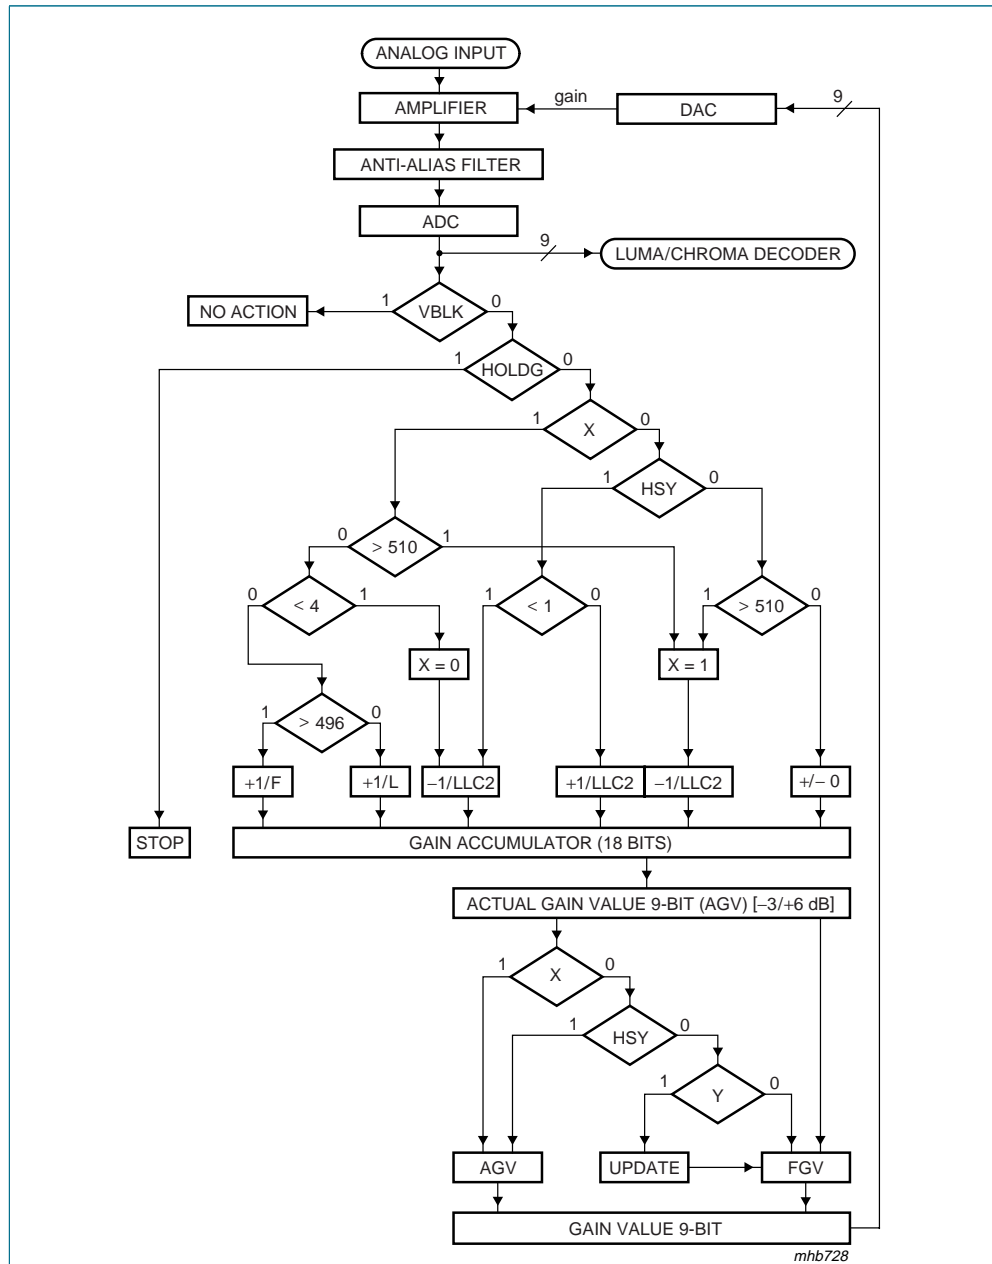 ANALOG INPUT
AMPLIFIER
gain
DAC
9
ANTI-ALIAS FILTER
ADC
9
LUMA/CHROMA DECODER
NO ACTION
1
VBLK
0
1
HOLDG
0
1
X
0
1
HSY
0
0
> 510
1
0
< 4
1
1
< 1
0
1
> 510
0
X = 0
X = 1
1
> 496
0
+1/F
+1/L
−1/LLC2
+1/LLC2
−1/LLC2
+/− 0
STOP
GAIN ACCUMULATOR (18 BITS)
ACTUAL GAIN VALUE 9-BIT (AGV) [−3/+6 dB]
1
X
0
1
HSY
0
1
Y
0
AGV
UPDATE
FGV
GAIN VALUE 9-BIT
mhb728